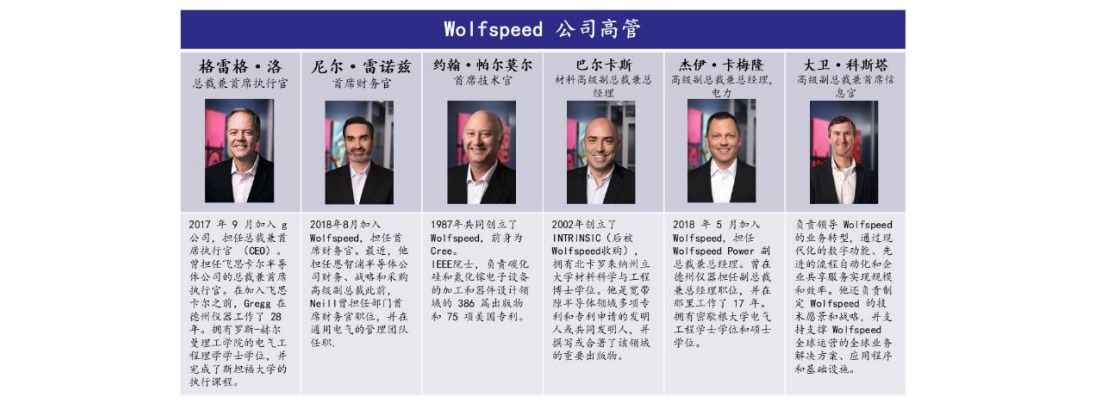 Wolfspeed 公司高管
格雷格·洛
总裁兼首席执行官
2017 年 9 月加入 g
公司, 担任总裁兼首
席执行官 （CEO）。
曾担任飞思卡尔半导
体公司的总裁兼首席
执行官。在加入飞思
卡尔之前, Gregg 在
德州仪器工作了 28
年。拥有罗斯-赫尔
曼理工学院的电气工
程理学学士学位, 并
完成了斯坦福大学的
执行课程。
尼尔·雷诺兹
首席财务官
2018年8月加入
Wolfspeed, 担任首
席财务官。最近, 他
担任恩智浦半导体公
司财务、战略和采购
高级副总裁此前,
Neill曾担任部门首
席财务官职位, 并在
通用电气的管理团队
任职.
约翰·帕尔莫尔
首席技术官
1987年共同创立了
Wolfspeed, 前身为
Cree。
IEEE院士, 负责碳化
硅和氮化镓电子设备
的加工和器件设计领
域的 386 篇出版物
和 75 项美国专利。
巴尔卡斯
材料高级副总裁兼总
经理
2002年创立了
INTRINSIC（后被
Wolfspeed收购）,
拥有北卡罗来纳州立
大学材料科学与工程
博士学位。他是宽带
隙半导体领域多项专
利和专利申请的发明
人或共同发明人, 并
撰写或合著了该领域
的重要出版物。
杰伊·卡梅隆
高级副总裁兼总经理,
电力
2018 年 5 月加入
Wolfspeed, 担任
Wolfspeed Power 副
总裁兼总经理。曾在
德州仪器担任副总裁
兼总经理职位, 并在
那里工作了 17 年。
拥有密歇根大学电气
工程学士学位和硕士
学位。
大卫·科斯塔
高级副总裁兼首席信
息官
负责领导 Wolfspeed
的业务转型, 通过现
代化的数字功能、先
进的流程自动化和企
业共享服务实现规模
和效率。他还负责制
定 Wolfspeed 的技
术愿景和战略, 并支
持支撑 Wolfspeed
全球运营的全球业务
解决方案、应用程序
和基础设施。